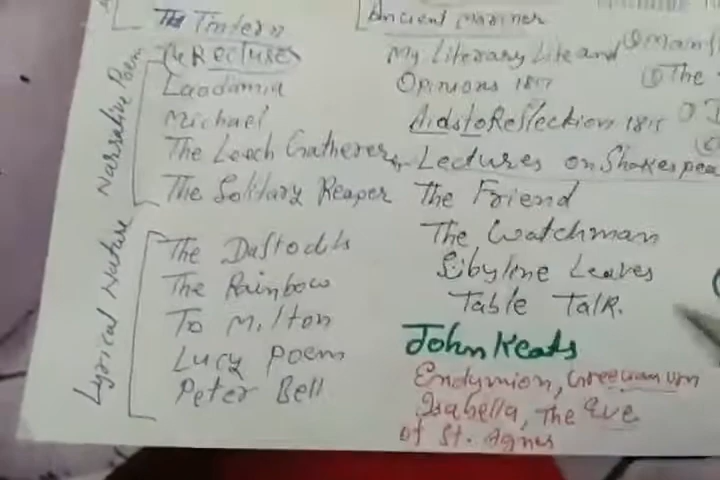 The Tintern
The Recluse
Laodamia
Michael
The Leech Gatherer
The Solitary Reaper
Narrative Poem
The Daffodils
The Rainbow
To Milton
Lucy Poem
Peter Bell
Lyrical Nature
Ancient Mariner
My Literary Life and
Opinions 1817
Aids to Reflection
Lectures on Shakespea
The Friend
The Watchman
Sibyline Leaves
Table Talk.
John Keats
Endymion, Grecian urn
Isabella, The Eve
of St. Agnes
The